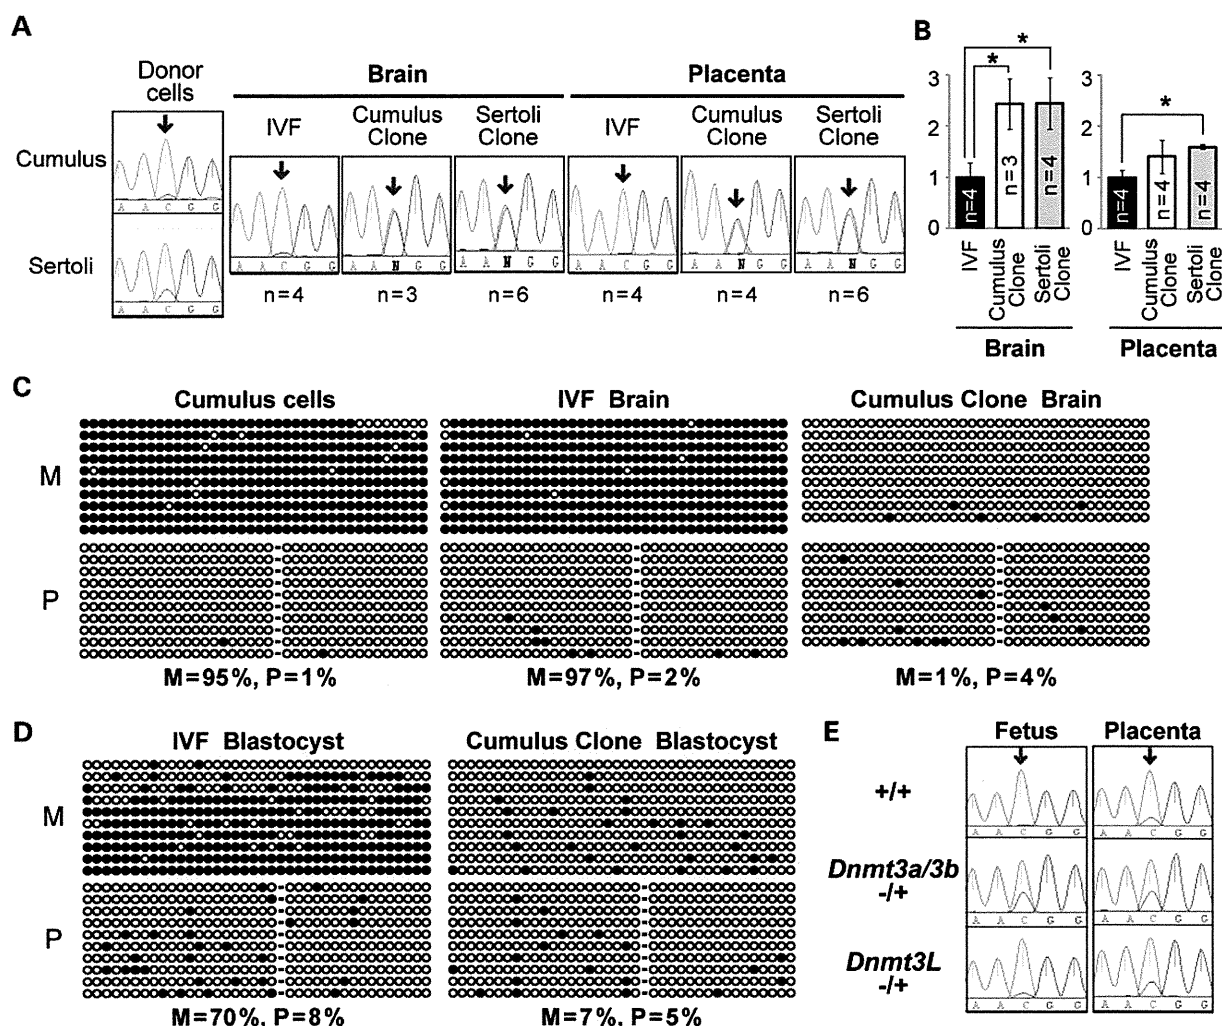 A
Donor cells
Brain
Placenta
IVF
Cumulus Clone
Sertoli Clone
IVF
Cumulus Clone
Sertoli Clone
Cumulus
A A C G G
Sertoli
A A C G G
A A C G G
A A N G G
A A N G G
A A C G G
A A N G G
A A N G G
n=4
n=3
n=6
n=4
n=4
n=6
B
*
*
3
2
1
0
n=4
n=3
n=4
IVF
Cumulus Clone
Sertoli Clone
Brain
*
3
2
1
0
n=4
n=4
n=4
IVF
Cumulus Clone
Sertoli Clone
Placenta
C
Cumulus cells
IVF Brain
Cumulus Clone Brain
M
P
M=95%, P=1%
M=97%, P=2%
M=1%, P=4%
D
IVF Blastocyst
Cumulus Clone Blastocyst
M
P
M=70%, P=8%
M=7%, P=5%
E
Fetus
Placenta
+/+
A A C G G
A A C G G
Dnmt3a/3b
-/+
A A C G G
A A C G G
Dnmt3L
-/+
A A C G G
A A C G G